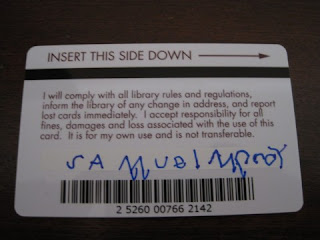 INSERT THIS SIDE DOWN
I will comply with all library rules and regulations,
inform the library of any change in address, and report
lost cards immediately. I accept responsibility for all
fines, damages and loss associated with the use of this
card. It is for my own use and is not transferable.
2 5260 00766 2142